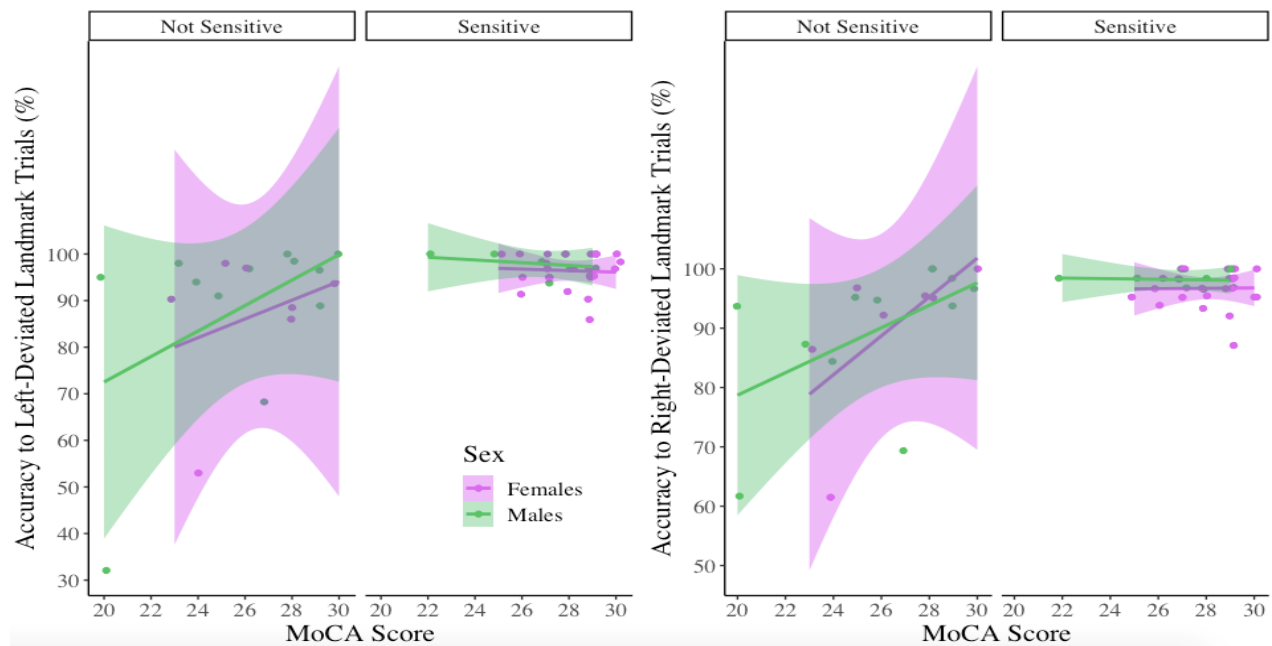 Not Sensitive
Sensitive
Accuracy to Left-Deviated Landmark Trials (%)
100
90
80
70
60
50
40
30
Sex
Females
Males
20 22 24 26 28 30
20 22 24 26 28 30
MoCA Score
Not Sensitive
Sensitive
Accuracy to Right-Deviated Landmark Trials (%)
100
90
80
70
60
50
20 22 24 26 28 30
20 22 24 26 28 30
MoCA Score